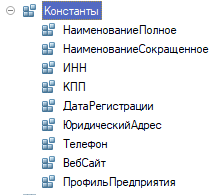 Константы
НаименованиеПолное
НаименованиеСокращенное
ИНН
КПП
ДатаРегистрации
ЮридическийАдрес
Телефон
ВебСайт
ПрофильПредприятия